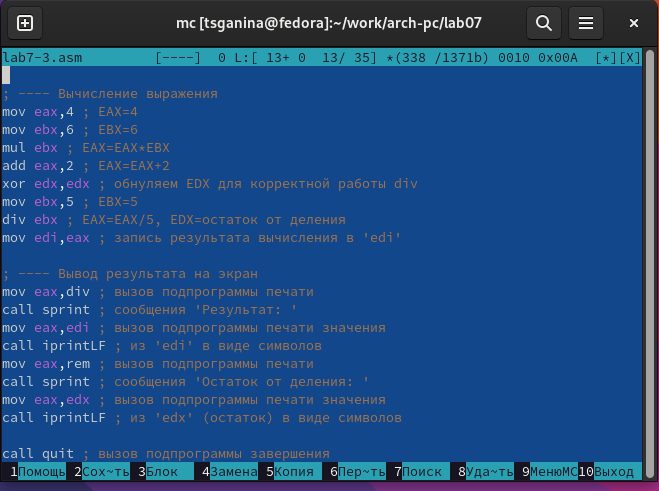 mc [tsganina@fedora]:~/work/arch-pc/lab07
lab7-3.asm [----] 0 L:[ 13+ 0 13/ 35] *(338 /1371b) 0010 0x00A [*][X]
; ---- Вычисление выражения
mov eax,4 ; EAX=4
mov ebx,6 ; EBX=6
mul ebx ; EAX=EAX*EBX
add eax,2 ; EAX=EAX+2
xor edx,edx ; обнуляем EDX для корректной работы div
mov ebx,5 ; EBX=5
div ebx ; EAX=EAX/5, EDX=остаток от деления
mov edi,eax ; запись результата вычисления в 'edi'
; ---- Вывод результата на экран
mov eax,div ; вызов подпрограммы печати
call sprint ; сообщения 'Результат: '
mov eax,edi ; вызов подпрограммы печати значения
call iprintLF ; из 'edi' в виде символов
mov eax,rem ; вызов подпрограммы печати
call sprint ; сообщения 'Остаток от деления: '
mov eax,edx ; вызов подпрограммы печати значения
call iprintLF ; из 'edx' (остаток) в виде символов
call quit ; вызов подпрограммы завершения
1Помощь 2Сох~ть 3Блок 4Замена 5Копия 6Пер~ть 7Поиск 8Уда~ть 9МенюMC 10Выход